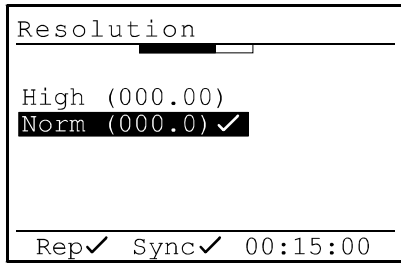 Resolution
High (000.00)
Norm (000.0)✓
Rep✓ Sync✓ 00:15:00